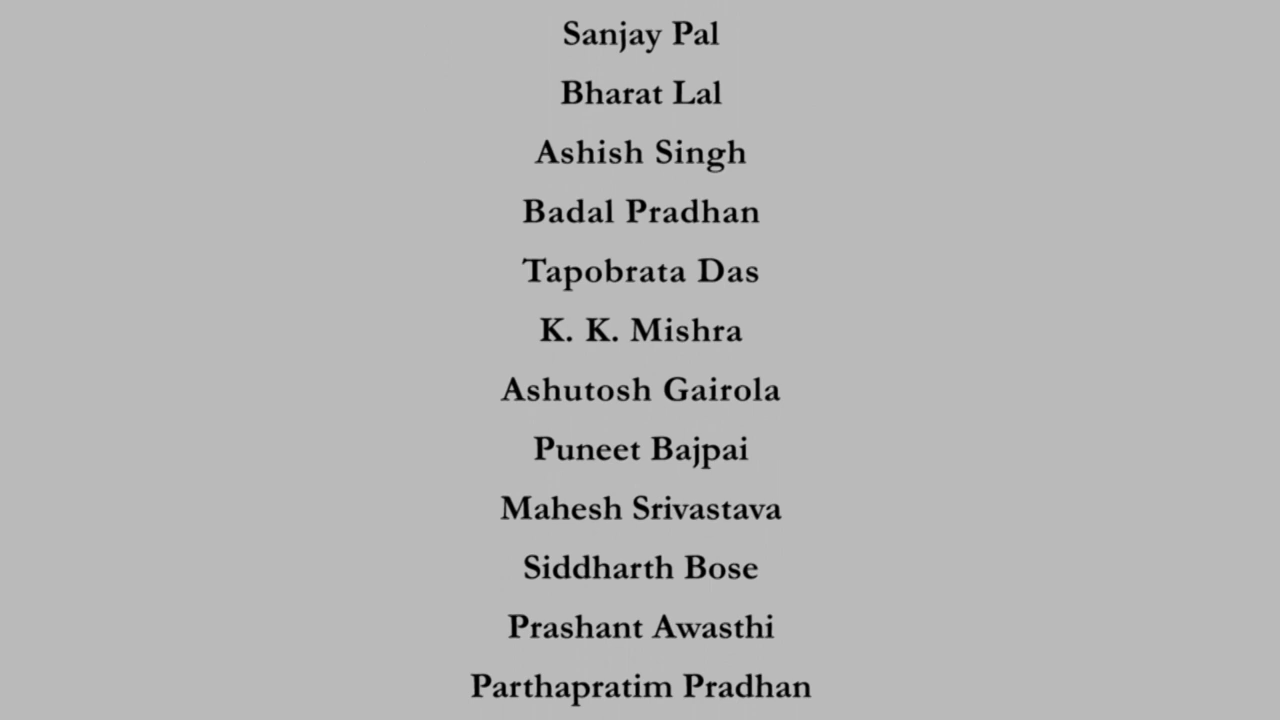 Sanjay Pal
Bharat Lal
Ashish Singh
Badal Pradhan
Tapobrata Das
K. K. Mishra
Ashutosh Gairola
Puneet Bajpai
Mahesh Srivastava
Siddharth Bose
Prashant Awasthi
Parthapratim Pradhan